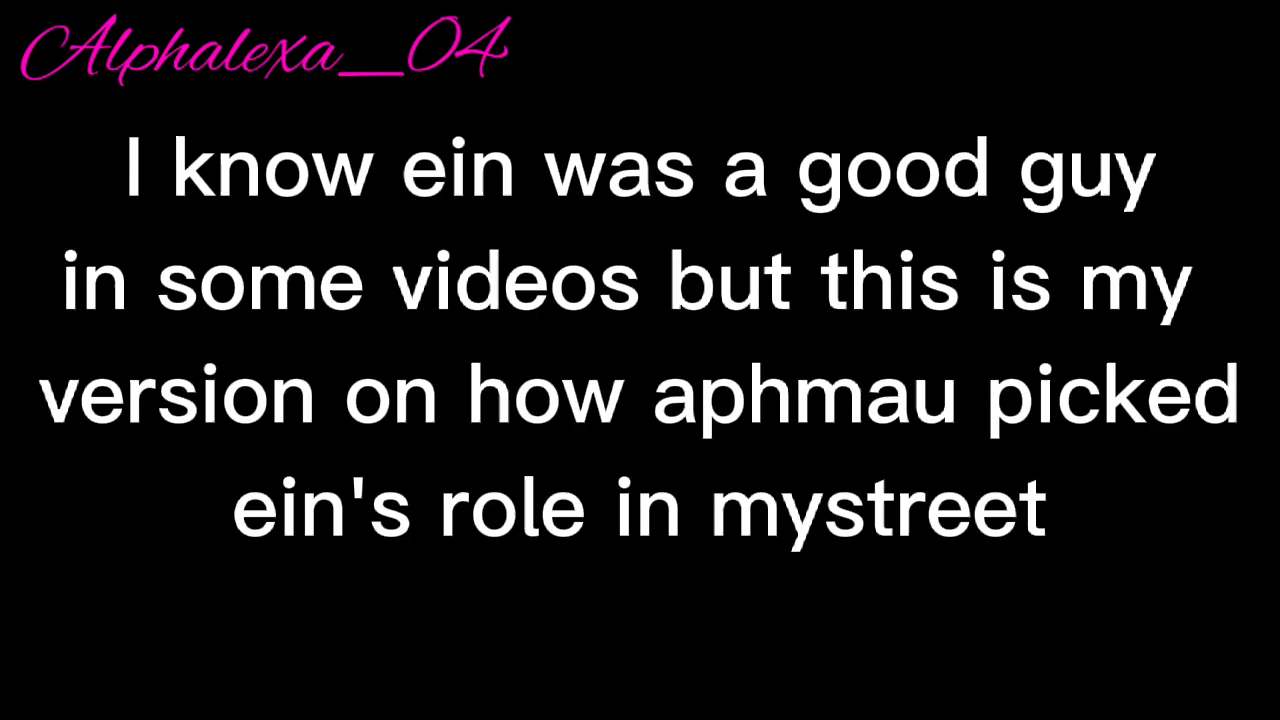 Alphalexa_04
I know ein was a good guy
in some videos but this is my
version on how aphmau picked
ein's role in mystreet